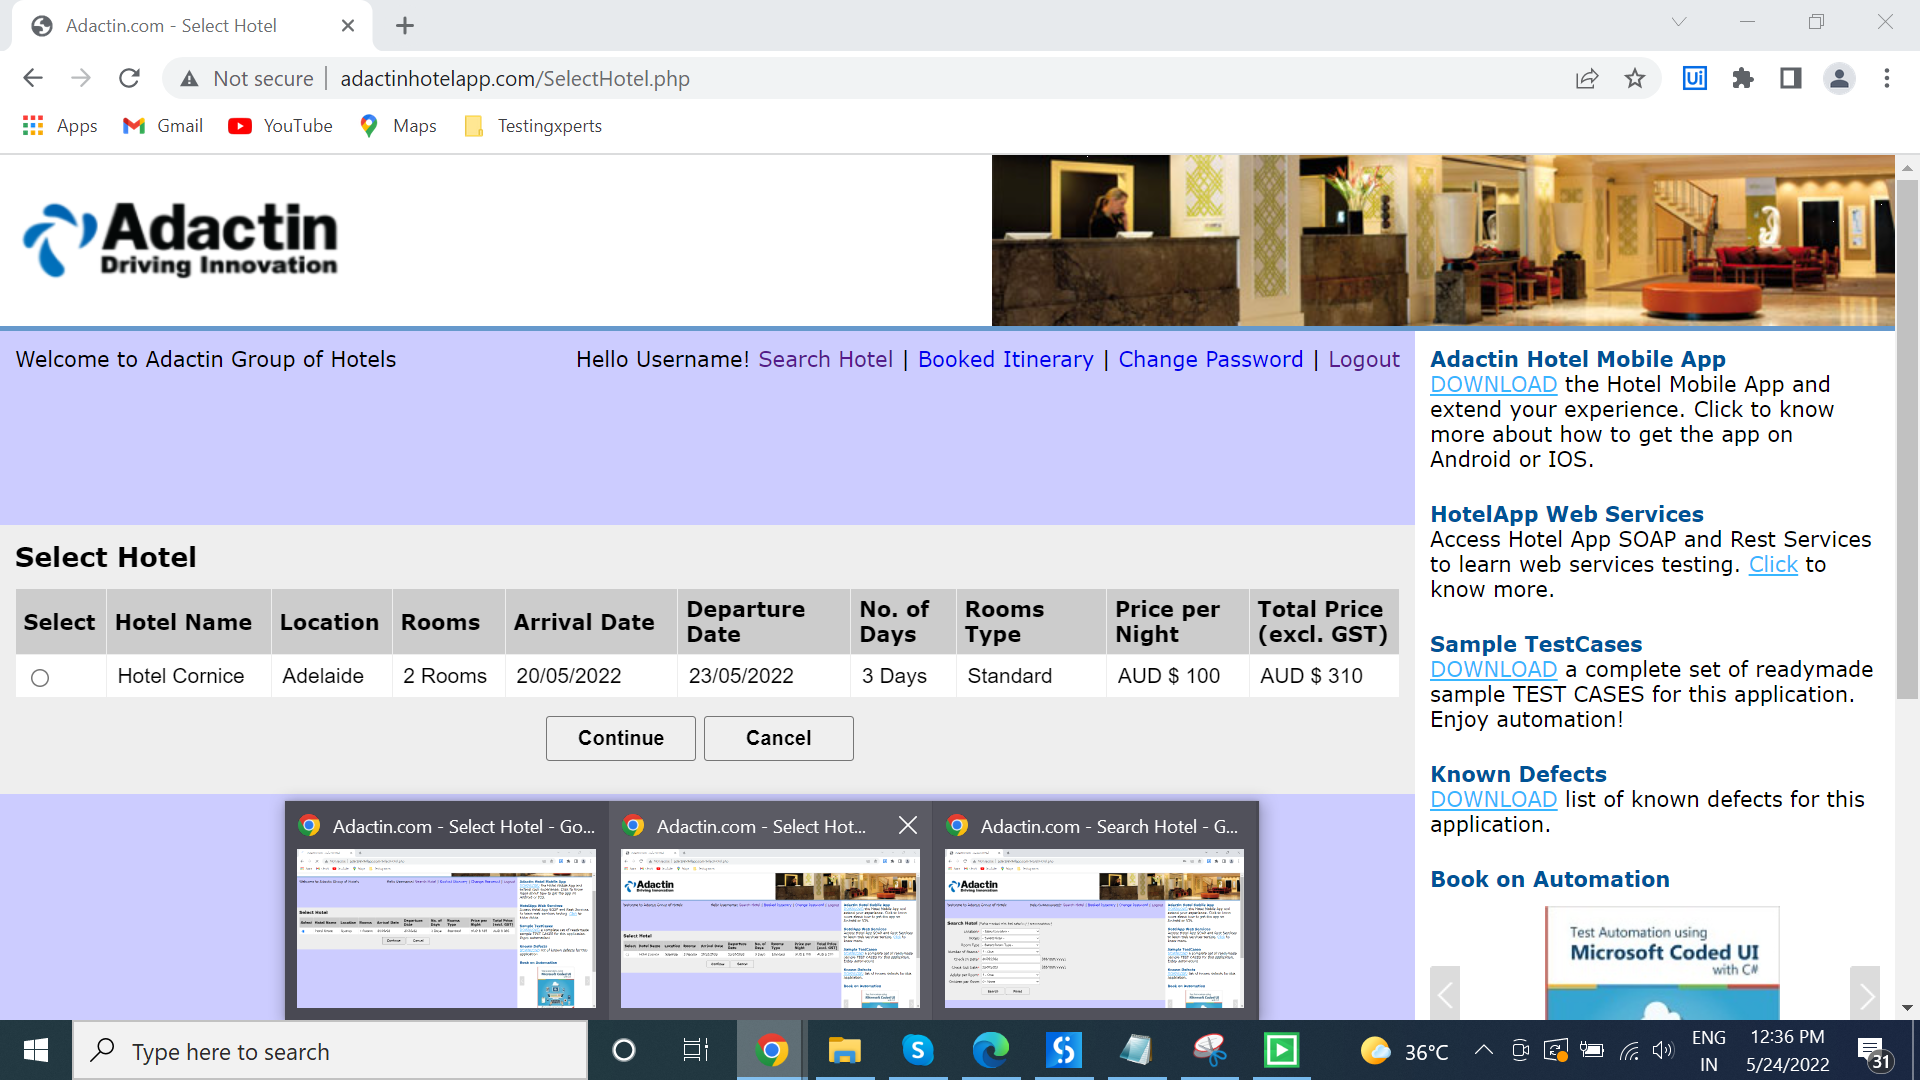 Adactin.com - Select Hotel
Not secure
adactinhotelapp.com/SelectHotel.php
Apps
Gmail
YouTube
Maps
Testingxperts
Adactin
Driving Innovation
Welcome to Adactin Group of Hotels
Hello Username! Search Hotel | Booked Itinerary | Change Password | Logout
Select Hotel
Select Hotel Name Location Rooms Arrival Date Departure Date No. of Days Rooms Type Price per Night Total Price (excl. GST)
Hotel Cornice Adelaide 2 Rooms 20/05/2022 23/05/2022 3 Days Standard AUD $ 100 AUD $ 310
Continue
Cancel
Adactin Hotel Mobile App
DOWNLOAD the Hotel Mobile App and
extend your experience. Click to know
more about how to get the app on
Android or IOS.
HotelApp Web Services
Access Hotel App SOAP and Rest Services
to learn web services testing. Click to
know more.
Sample TestCases
DOWNLOAD a complete set of readymade
sample TEST CASES for this application.
Enjoy automation!
Known Defects
DOWNLOAD list of known defects for this
application.
Book on Automation
Test Automation using
Microsoft Coded UI
with C#
Adactin.com - Select Hotel - Go...
Adactin.com - Select Hot...
Adactin.com - Search Hotel - G...
Type here to search
36°C
ENG
IN
12:36 PM
5/24/2022
31